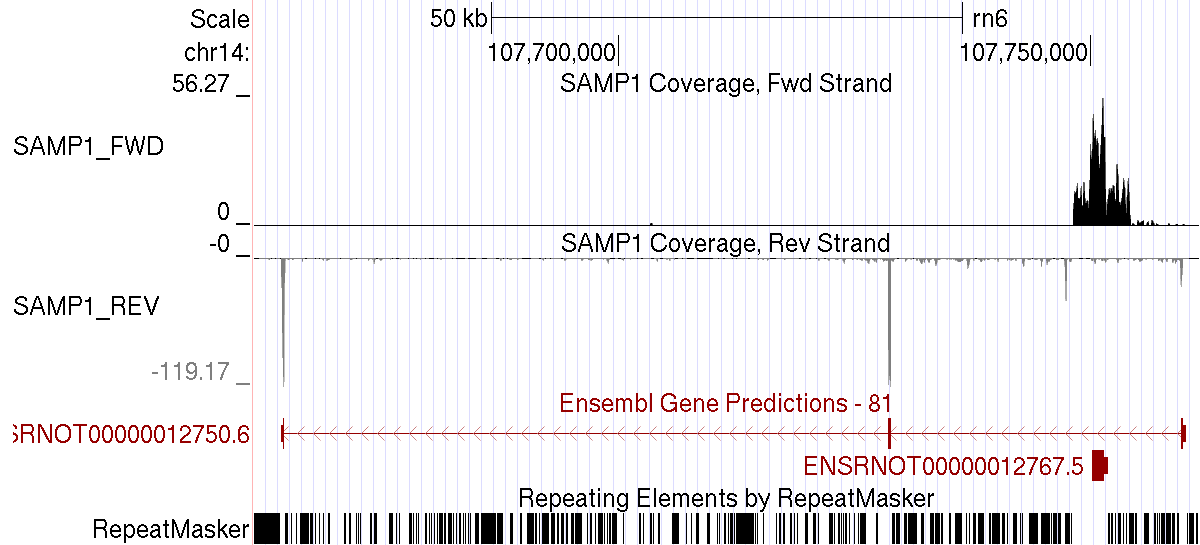 Scale 50 kb rn6
chr14: 107,700,000 107,750,000
56.27 _ SAMP1 Coverage, Fwd Strand
SAMP1_FWD
0 _
-0 _ SAMP1 Coverage, Rev Strand
SAMP1_REV
-119.17 _
Ensembl Gene Predictions - 81
SRNOT00000012750.6
ENSRNOT00000012767.5
Repeating Elements by RepeatMasker
RepeatMasker